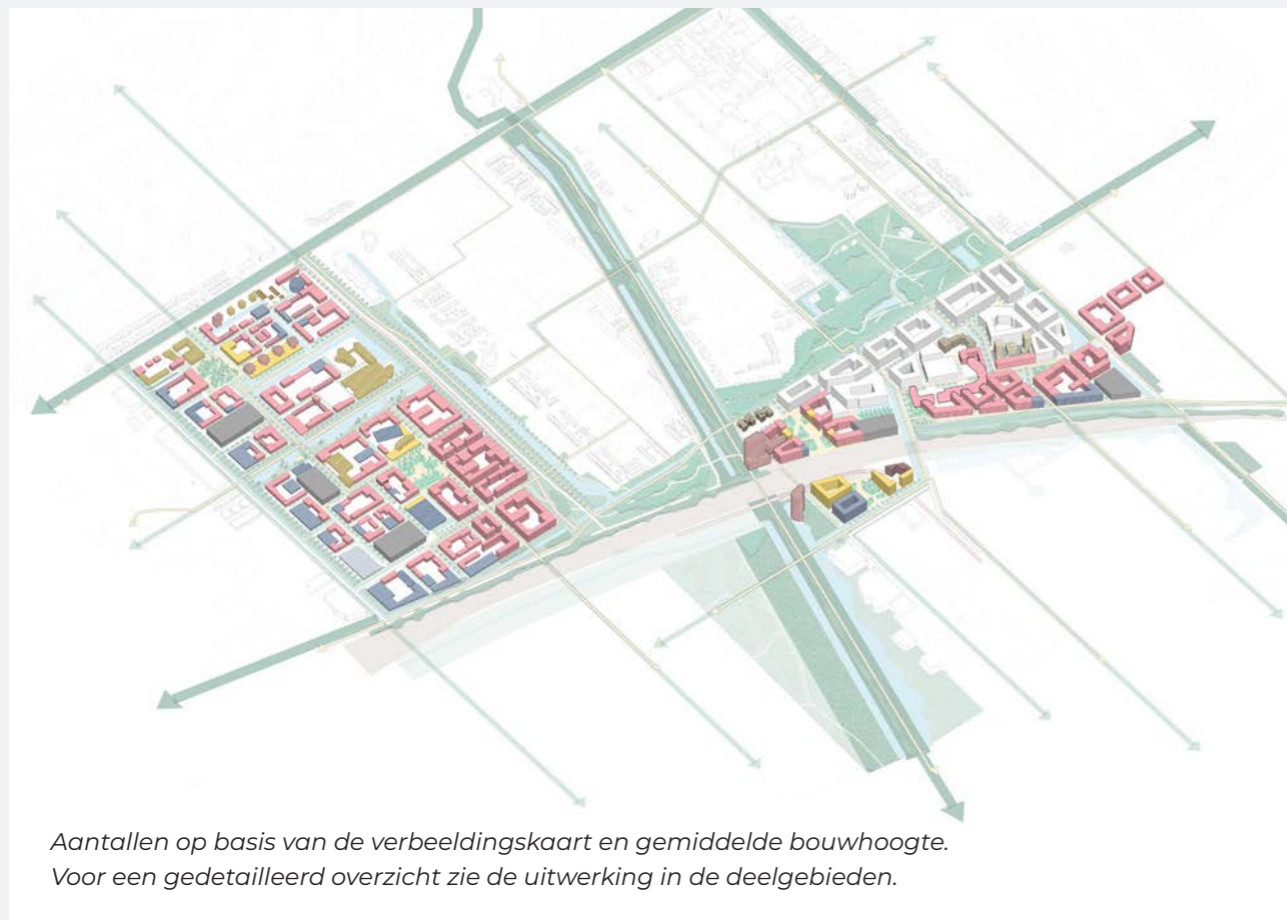 Aantallen op basis van de verbeeldingskaart en gemiddelde bouwhoogte.
Voor een gedetailleerd overzicht zie de uitwerking in de deelgebieden.